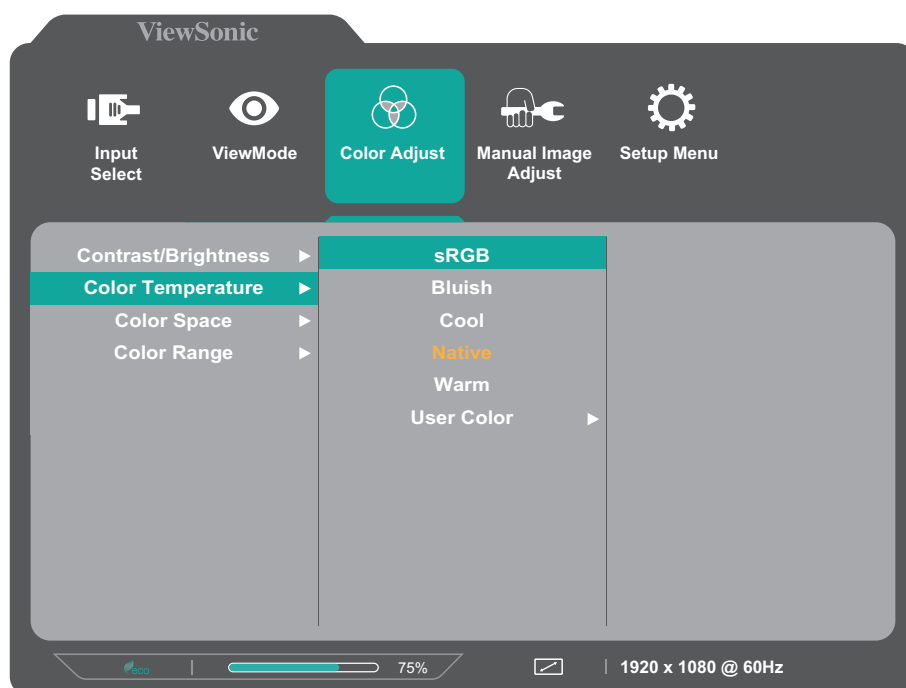 ViewSonic
Input
Select
ViewMode
Color Adjust
Manual Image
Adjust
Setup Menu
Contrast/Brightness
Color Temperature
Color Space
Color Range
sRGB
Bluish
Cool
Native
Warm
User Color
eco
75%
1920 x 1080 @ 60Hz